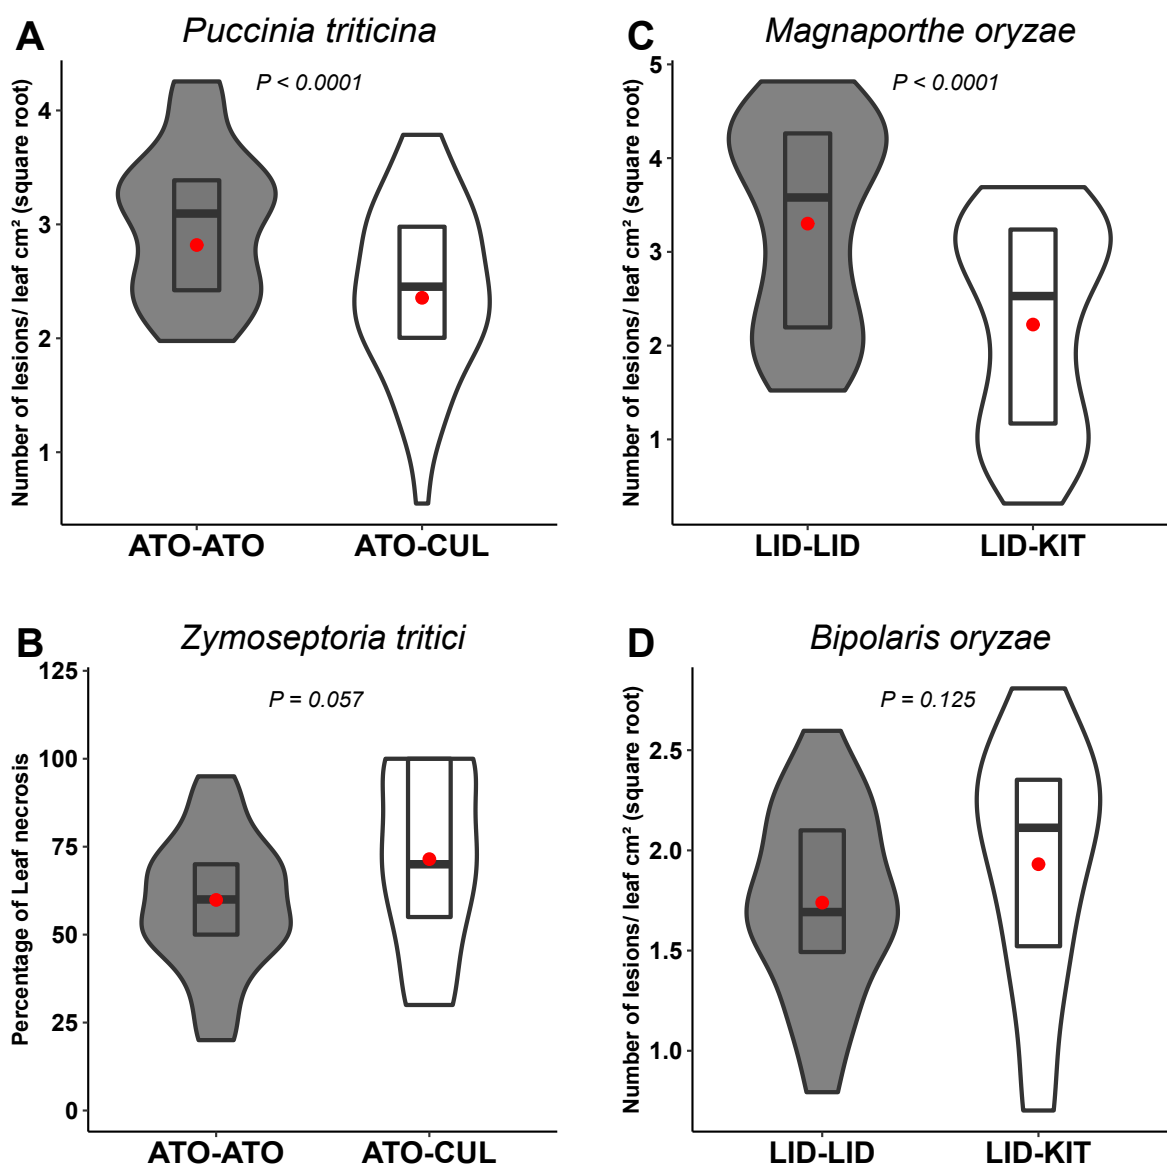 A
Puccinia triticina
P < 0.0001
Number of lesions/ leaf cm² (square root)
4
3
2
1
ATO-ATO
ATO-CUL
C
Magnaporthe oryzae
P < 0.0001
Number of lesions/ leaf cm² (square root)
5
4
3
2
1
LID-LID
LID-KIT
B
Zymoseptoria tritici
P = 0.057
Percentage of Leaf necrosis
125
100
75
50
25
0
ATO-ATO
ATO-CUL
D
Bipolaris oryzae
P = 0.125
Number of lesions/ leaf cm² (square root)
2.5
2.0
1.5
1.0
LID-LID
LID-KIT